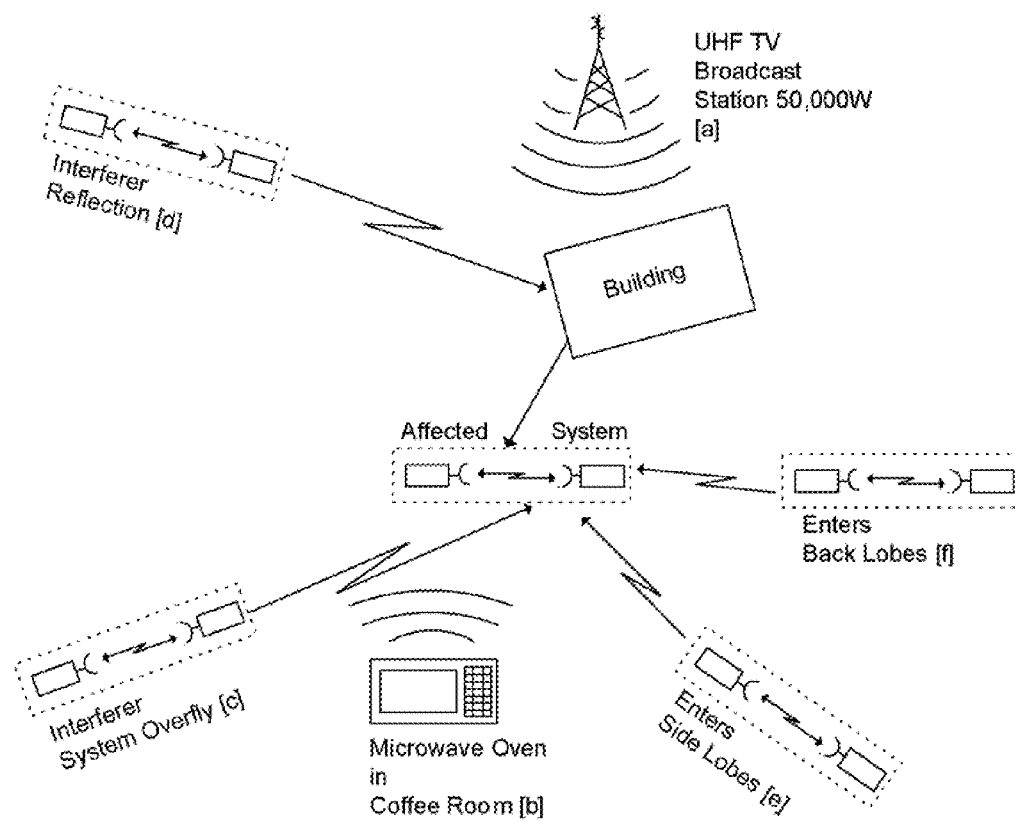 UHF TV
Broadcast
Station 50,000W
[a]
Interferer
Reflection [d]
Building
Affected System
Enters
Back Lobes [f]
Interferer
System Overfly [c]
Enters
Side Lobes [e]
Microwave Oven
in
Coffee Room [b]